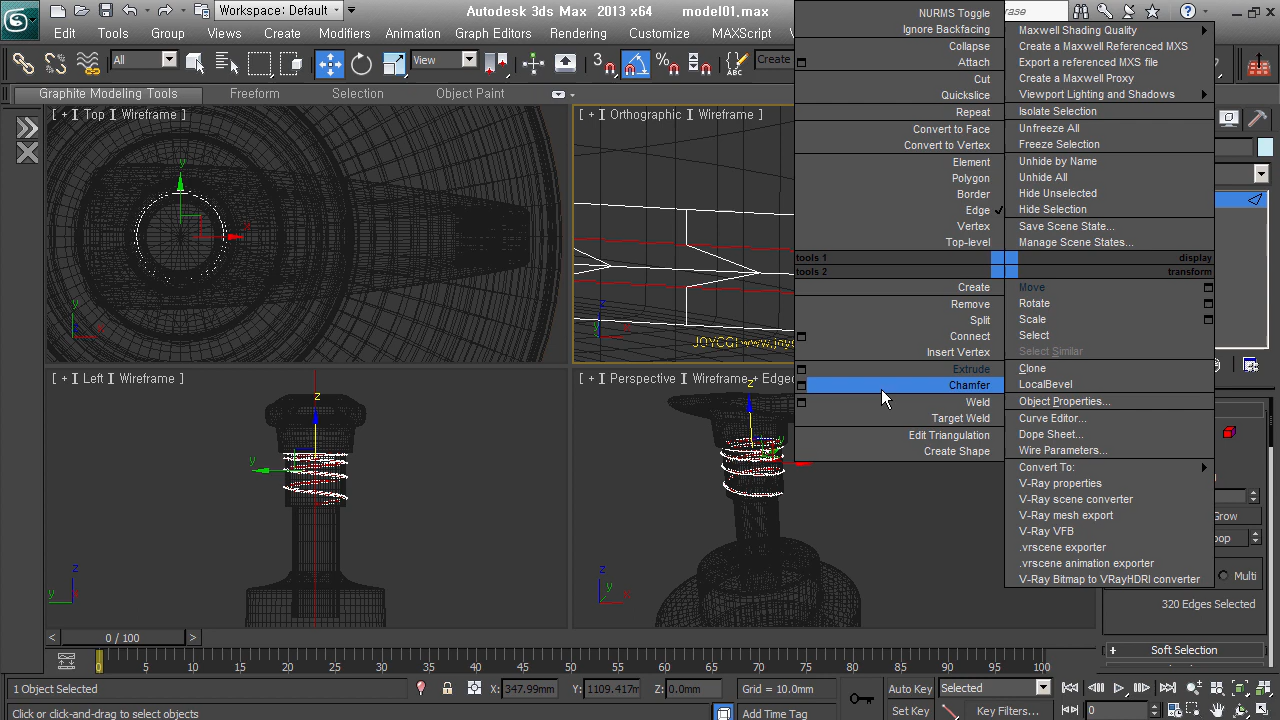 Workspace: Default
Autodesk 3ds Max 2013 x64 model01.max
rase
Edit Tools Group Views Create Modifiers Animation Graph Editors Rendering Customize MAXScript
All
View
3
Create
Graphite Modeling Tools Freeform Selection Object Paint
[ + ] [ Top ] [ Wireframe ]
[ + ] [ Orthographic ] [ Wireframe ]
[ + ] [ Left ] [ Wireframe ]
[ + ] [ Perspective ] [ Wireframe + Edged
NURMS Toggle
Ignore Backfacing
Collapse
Attach
Cut
Quickslice
Repeat
Convert to Face
Convert to Vertex
Element
Polygon
Border
Edge
Vertex
Top-level
tools 1
tools 2
Create
Remove
Split
Connect
Insert Vertex
Extrude
Chamfer
Weld
Target Weld
Edit Triangulation
Create Shape
Maxwell Shading Quality
Create a Maxwell Referenced MXS
Export a referenced MXS file
Create a Maxwell Proxy
Viewport Lighting and Shadows
Isolate Selection
Unfreeze All
Freeze Selection
Unhide by Name
Unhide All
Hide Unselected
Hide Selection
Save Scene State...
Manage Scene States...
display
transform
Move
Rotate
Scale
Select
Select Similar
Clone
LocalBevel
Object Properties...
Curve Editor...
Dope Sheet...
Wire Parameters...
Convert To:
V-Ray properties
V-Ray scene converter
V-Ray mesh export
V-Ray VFB
.vrscene exporter
.vrscene animation exporter
V-Ray Bitmap to VRayHDRI converter
Grow
oop
Multi
320 Edges Selected
+ Soft Selection
y
x
z
y
x
z
x
JOYCG! www.joyc
z
y
z
y
z
z
y
x
< 0 / 100 >
0 5 10 15 20 25 30 35 40 45 50 55 60 65 70 75 80 85 90 95 100
1 Object Selected
X: 347.99mm Y: 1109.417m Z: 0.0mm
Grid = 10.0mm
Auto Key
Selected
Click or click-and-drag to select objects
Add Time Tag
Set Key
Key Filters...
0